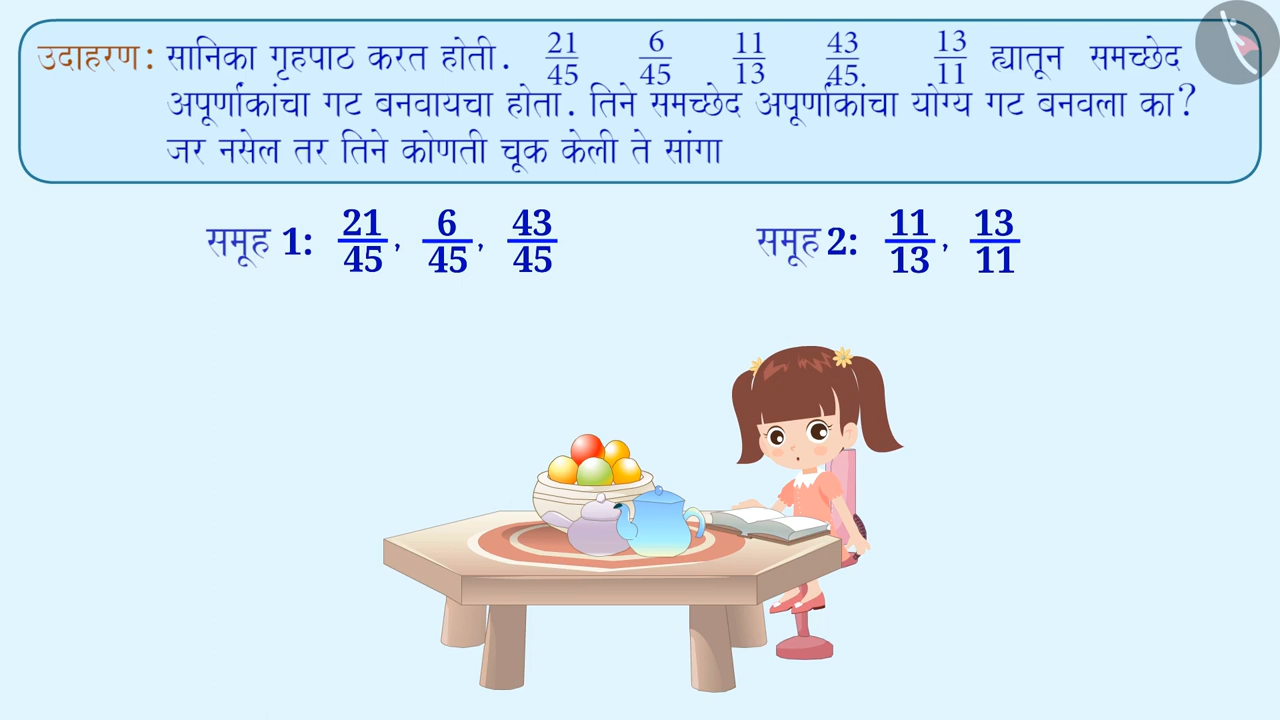 उदाहरण: सानिका गृहपाठ करत होती. 21/45 6/45 11/13 43/45 13/11 ह्यातून समच्छेद
अपूर्णांकांचा गट बनवायचा होता. तिने समच्छेद अपूर्णांकांचा योग्य गट बनवला का?
जर नसेल तर तिने कोणती चूक केली ते सांगा
समूह 1: 21/45, 6/45, 43/45 समूह 2: 11/13, 13/11